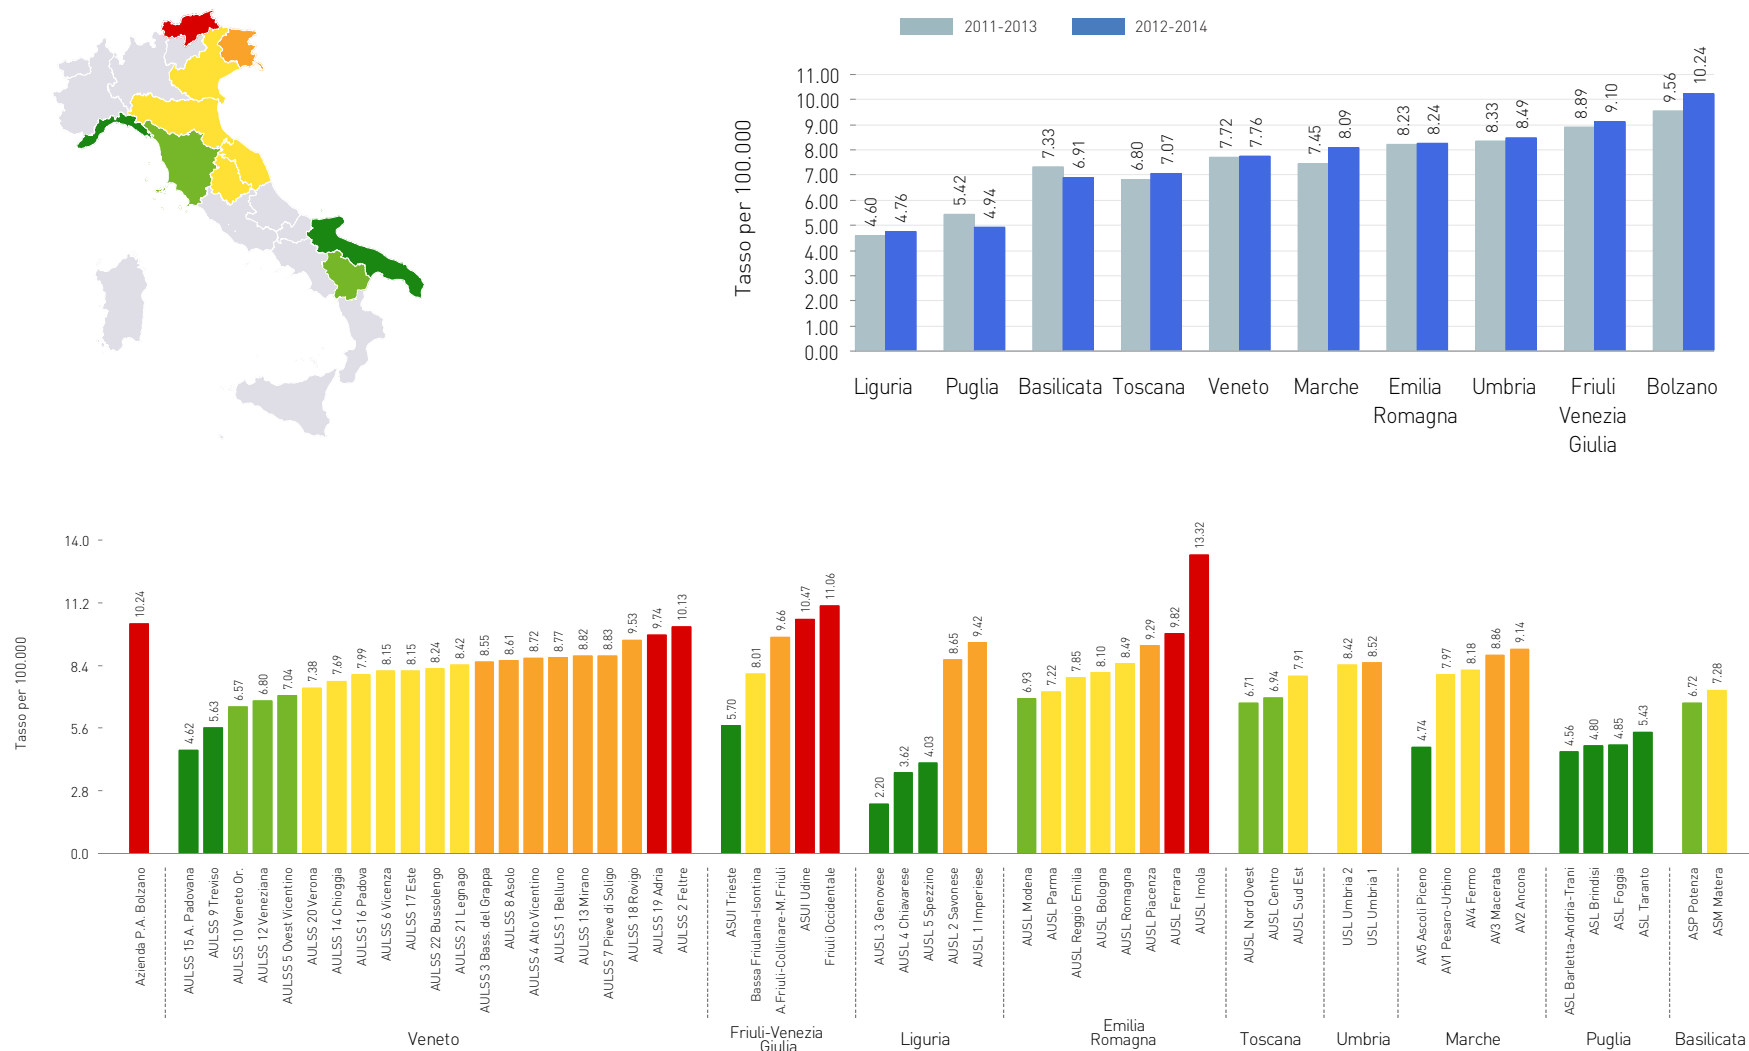 2011-2013
2012-2014
Tasso per 100.000
11.00
10.00
9.00
8.00
7.00
6.00
5.00
4.00
3.00
2.00
1.00
0.00
4.60
4.76
5.42
4.94
7.33
6.91
6.80
7.07
7.72
7.76
7.45
8.09
8.23
8.24
8.33
8.49
8.89
9.10
9.56
10.24
Liguria
Puglia
Basilicata
Toscana
Veneto
Marche
Emilia
Romagna
Umbria
Friuli
Venezia
Giulia
Bolzano
Tasso per 100.000
14.0
11.2
8.4
5.6
2.8
0.0
10.24
4.62
5.63
6.57
6.80
7.04
7.38
7.69
7.99
8.15
8.15
8.24
8.42
8.55
8.61
8.72
8.77
8.82
8.83
9.53
9.74
10.13
5.70
8.01
9.66
10.47
11.06
2.20
3.62
4.03
8.65
9.42
6.93
7.22
7.85
8.10
8.49
9.29
9.82
13.32
6.71
6.94
7.91
8.42
8.52
4.74
7.97
8.18
8.86
9.14
4.56
4.80
4.85
5.43
6.72
7.28
Azienda P.A. Bolzano
AULSS 15 A. Padovana
AULSS 9 Treviso
AULSS 10 Veneto Or.
AULSS 12 Veneziana
AULSS 5 Ovest Vicentino
AULSS 20 Verona
AULSS 14 Chioggia
AULSS 16 Padova
AULSS 6 Vicenza
AULSS 17 Este
AULSS 22 Bussolengo
AULSS 21 Legnago
AULSS 3 Bass. del Grappa
AULSS 8 Asolo
AULSS 4 Alto Vicentino
AULSS 1 Belluno
AULSS 13 Mirano
AULSS 7 Pieve di Soligo
AULSS 18 Rovigo
AULSS 19 Adria
AULSS 2 Feltre
ASUI Trieste
Bassa Friulana-Isontina
A.Friuli-Collinare-M.Friuli
ASUI Udine
Friuli Occidentale
AUSL 3 Genovese
AUSL 4 Chiavarese
AUSL 5 Spezzino
AUSL 2 Savonese
AUSL 1 Imperiese
AUSL Modena
AUSL Parma
AUSL Reggio Emilia
AUSL Bologna
AUSL Romagna
AUSL Piacenza
AUSL Ferrara
AUSL Imola
AUSL Nord Ovest
AUSL Centro
AUSL Sud Est
USL Umbria 2
USL Umbria 1
AV5 Ascoli Piceno
AV1 Pesaro-Urbino
AV4 Fermo
AV3 Macerata
AV2 Ancona
ASL Barletta-Andria-Trani
ASL Brindisi
ASL Foggia
ASL Taranto
ASP Potenza
ASM Matera
Veneto
Friuli-Venezia
Giulia
Liguria
Emilia
Romagna
Toscana
Umbria
Marche
Puglia
Basilicata